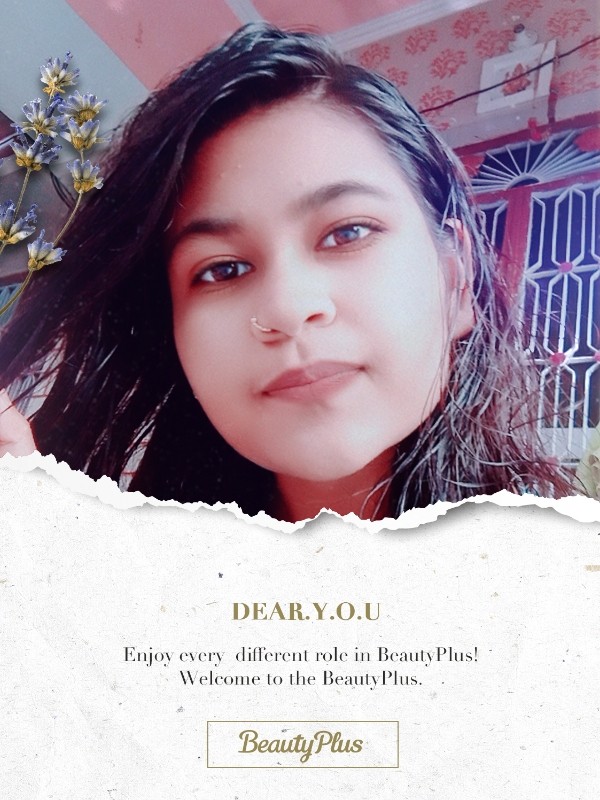 DEAR.Y.O.U
Enjoy every different role in BeautyPlus!
Welcome to the BeautyPlus.
BeautyPlus